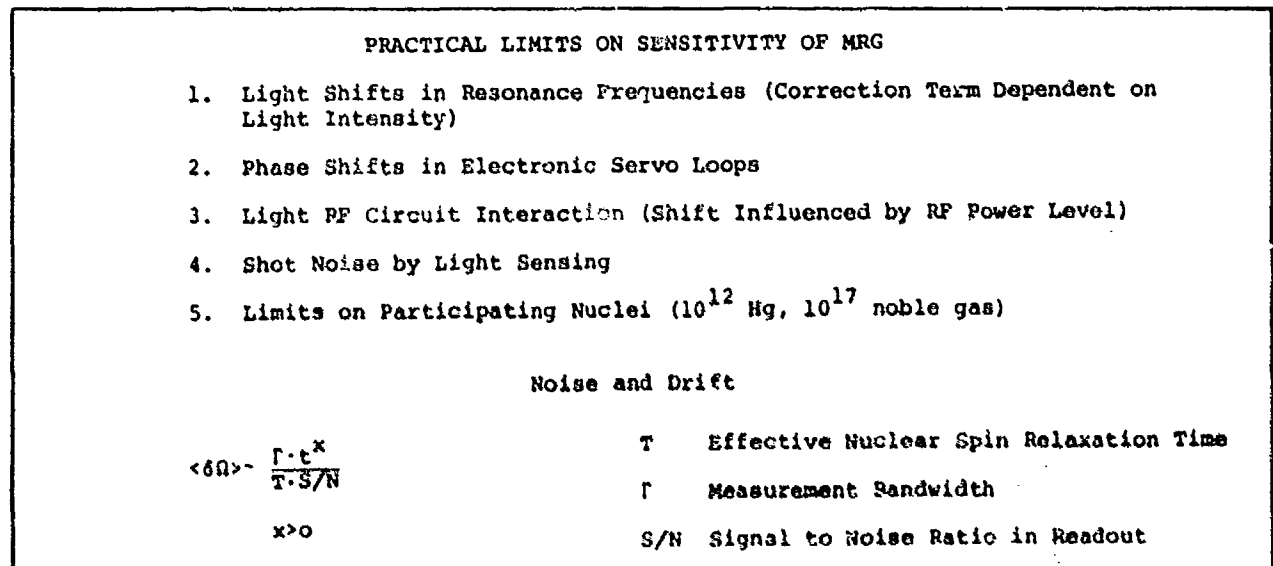 PRACTICAL LIMITS ON SENSITIVITY OF MRG
1. Light Shifts in Resonance Frequencies (Correction Term Dependent on
Light Intensity)
2. Phase Shifts in Electronic Servo Loops
3. Light RF Circuit Interaction (Shift Influenced by RF Power Level)
4. Shot Noise by Light Sensing
5. Limits on Participating Nuclei (10^12 Hg, 10^17 noble gas)
Noise and Drift
<δΩ>~ Γ·t^x / T·S/N
x>o
T Effective Nuclear Spin Relaxation Time
Γ Measurement Bandwidth
S/N Signal to Noise Ratio in Readout